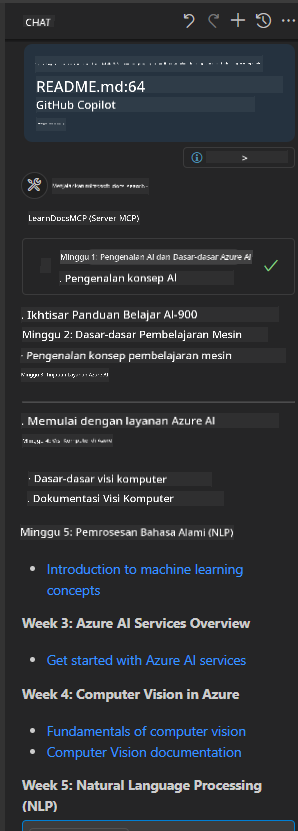 CHAT
README.md:64
GitHub Copilot
>
Menjalankan microsoft_docs_search -
LearnDocsMCP (Server MCP)
Minggu 1: Pengenalan AI dan Dasar-dasar Azure AI
. Pengenalan konsep AI
. Ikhtisar Panduan Belajar AI-900
Minggu 2: Dasar-dasar Pembelajaran Mesin
· Pengenalan konsep pembelajaran mesin
. Memulai dengan layanan Azure AI
· Dasar-dasar visi komputer
. Dokumentasi Visi Komputer
Minggu 5: Pemrosesan Bahasa Alami (NLP)
• Introduction to machine learning
concepts
Week 3: Azure AI Services Overview
• Get started with Azure AI services
Week 4: Computer Vision in Azure
• Fundamentals of computer vision
• Computer Vision documentation
Week 5: Natural Language Processing
(NLP)